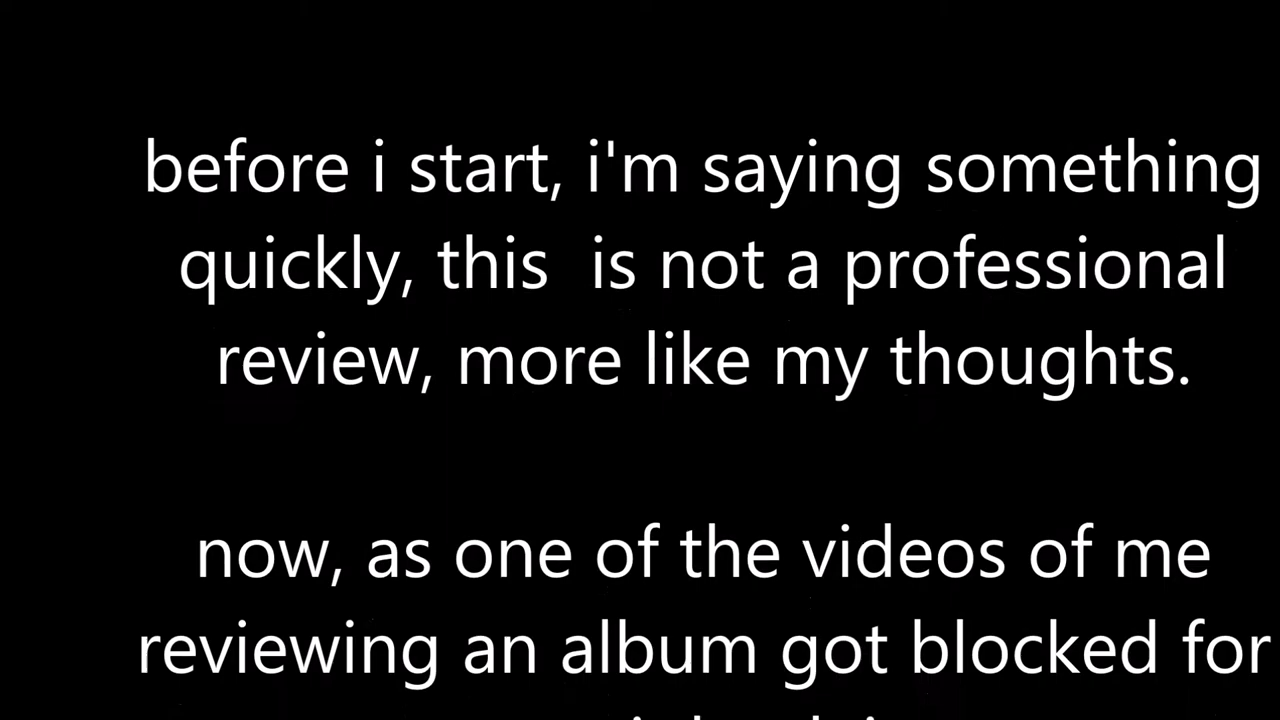 before i start, i'm saying something
quickly, this  is not a professional
review, more like my thoughts.
now, as one of the videos of me
reviewing an album got blocked for